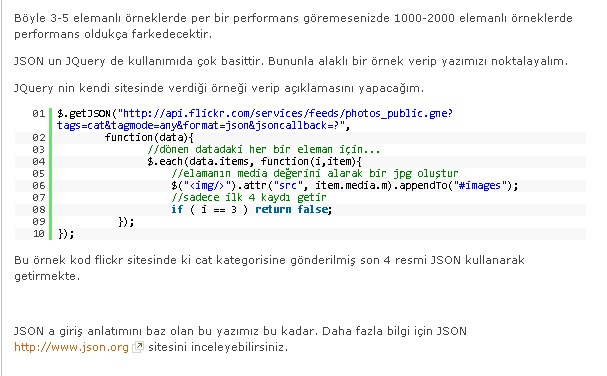 Böyle 3-5 elemanlı örneklerde per bir performans göremesenizde 1000-2000 elemanlı örneklerde
performans oldukça farkedecektir.
JSON un JQuery de kullanımıda çok basittir. Bununla alaklı bir örnek verip yazımızı noktalayalım.
JQuery nin kendi sitesinde verdiği örneği verip açıklamasını yapacağım.
01 $.getJSON("http://api.flickr.com/services/feeds/photos_public.gne?
tags=cat&tagmode=any&format=json&jsoncallback=?",
02 function(data){
03 //dönen datadaki her bir eleman için...
04 $.each(data.items, function(i,item){
05 //elamanın media değerini alarak bir jpg oluştur
06 $("<img/>").attr("src", item.media.m).appendTo("#images");
07 //sadece ilk 4 kaydı getir
08 if ( i == 3 ) return false;
09 });
10 });
Bu örnek kod flickr sitesinde ki cat kategorisine gönderilmiş son 4 resmi JSON kullanarak
getirmekte.
JSON a giriş anlatımını baz olan bu yazımız bu kadar. Daha fazla bilgi için JSON
http://www.json.org sitesini inceleyebilirsiniz.